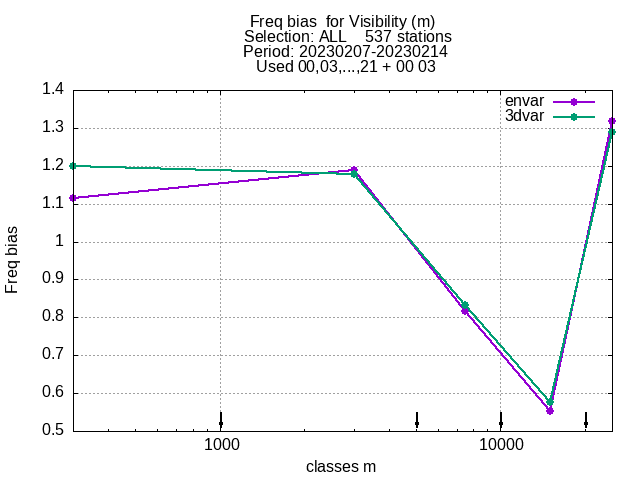 Freq bias  for Visibility (m)
Selection: ALL    537 stations
Period: 20230207-20230214
Used 00,03,...,21 + 00 03
envar
3dvar
1.4
1.3
1.2
1.1
1
0.9
0.8
0.7
0.6
0.5
Freq bias
1000
10000
classes m